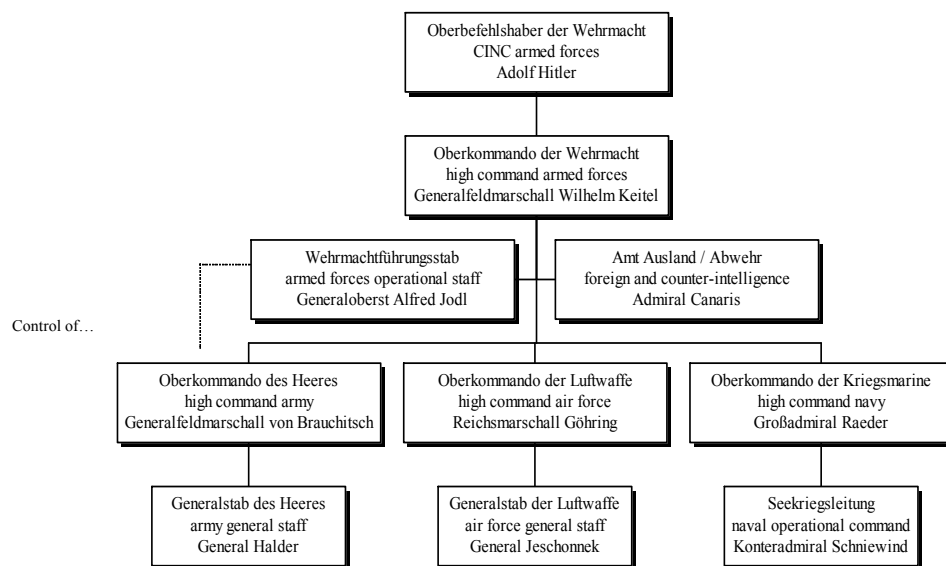 Oberbefehlshaber der Wehrmacht
CINC armed forces
Adolf Hitler
Oberkommando der Wehrmacht
high command armed forces
Generalfeldmarschall Wilhelm Keitel
Wehrmachtführungsstab
armed forces operational staff
Generaloberst Alfred Jodl
Amt Ausland / Abwehr
foreign and counter-intelligence
Admiral Canaris
Control of…
Oberkommando des Heeres
high command army
Generalfeldmarschall von Brauchitsch
Oberkommando der Luftwaffe
high command air force
Reichsmarschall Göhring
Oberkommando der Kriegsmarine
high command navy
Großadmiral Raeder
Generalstab des Heeres
army general staff
General Halder
Generalstab der Luftwaffe
air force general staff
General Jeschonnek
Seekriegsleitung
naval operational command
Konteradmiral Schniewind